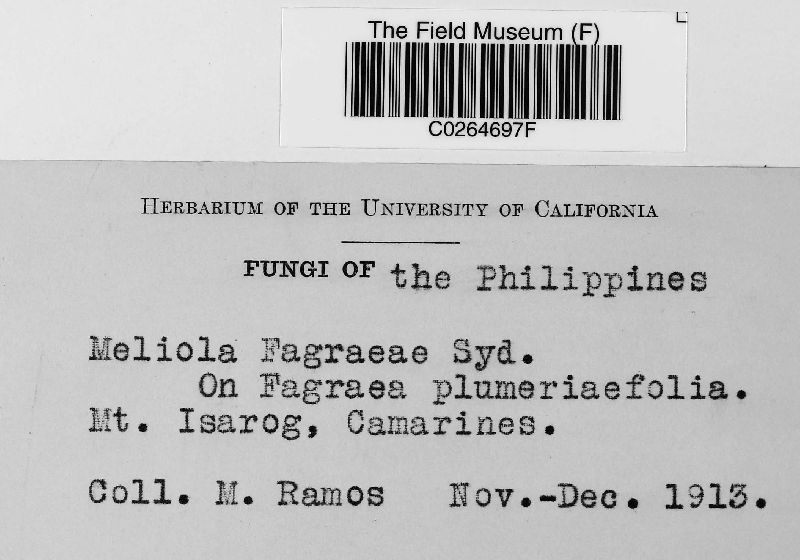 The Field Museum (F)
C0264697F
HERBARIUM OF THE UNIVERSITY OF CALIFORNIA
FUNGI OF the Philippines
Meliola Fagraeae Syd.
On Fagraea plumeriaefolia.
Mt. Isarog, Camarines.
Coll. M. Ramos Nov.-Dec. 1913.